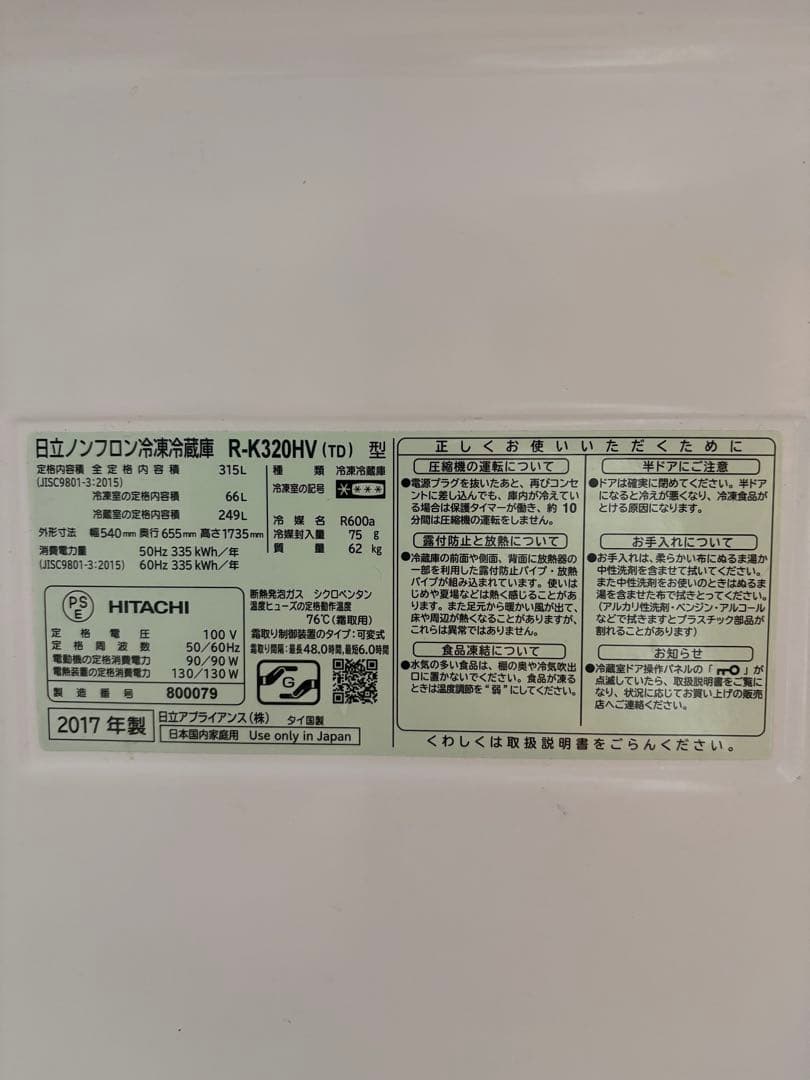 日立ノンフロン冷凍冷蔵庫 R-K320HV (TD) 型
定格内容積 全定格内容積 315L
(JISC9801-3:2015)
冷凍室の定格内容積 66L
冷蔵室の定格内容積 249L
外形寸法 幅540mm 奥行655mm 高さ1735mm
消費電力量 50Hz 335 kWh/年
(JISC9801-3:2015) 60Hz 335 kWh/年
種類 冷凍冷蔵庫
冷凍室の記号 ****
冷媒名 R600a
冷媒封入量 75 g
質量 62 kg
PSE HITACHI
定格電圧 100 V
定格周波数 50/60Hz
電動機の定格消費電力 90/90 W
電熱装置の定格消費電力 130/130 W
製造番号 800079
断熱発泡ガス シクロペンタン
温度ヒューズの定格動作温度
76℃(霜取用)
霜取り制御装置のタイプ:可変式
霜取り間隔:最長48.0時間,最短6.0時間
G
2017 年製
日立アプライアンス(株) タイ国製
日本国内家庭用 Use only in Japan
正しくお使いいただくために
圧縮機の運転について
●電源プラグを抜いたあと、再びコンセ
ントに差し込んでも、庫内が冷えてい
る場合は保護タイマーが働き、約 10
分間は圧縮機の運転をしません。
露付防止と放熱について
●冷蔵庫の前面や側面、背面に放熱器の
一部を利用した露付防止パイプ・放熱
パイプが組み込まれています。使いは
じめや夏場などは熱く感じることがあ
ります。また足元から暖かい風が出て、
床や周辺が熱くなることがありますが、
これらは異常ではありません。
食品凍結について
●水気の多い食品は、棚の奥や冷気吹出
口に置かないでください。食品が凍る
ときは温度調節を“弱”にしてください。
半ドアにご注意
●ドアは確実に閉めてください。半ドア
になると冷えが悪くなり、冷凍食品が
とける原因になります。
お手入れについて
●お手入れは、柔らかい布にぬるま湯か
中性洗剤を含ませて拭いてください。
また中性洗剤をお使いのときはぬるま
湯を含ませた布で拭きとってください。
(アルカリ性洗剤・ベンジン・アルコール
などで拭きますとプラスチック部品が
割れることがあります)
お知らせ
●冷蔵室ドア操作パネルの「 」が
点滅していたら、取扱説明書をご覧に
なり、状況に応じてお買い上げの販売
店へご連絡ください。
くわしくは取扱説明書をごらんください。